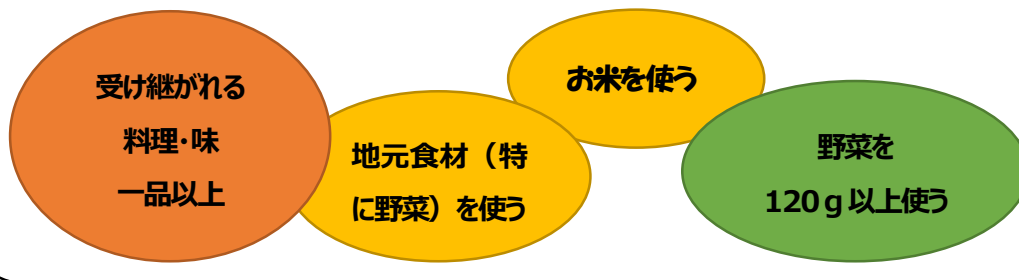 受け継がれる
料理・味
一品以上
地元食材（特
に野菜）を使う
お米を使う
野菜を
120ｇ以上使う